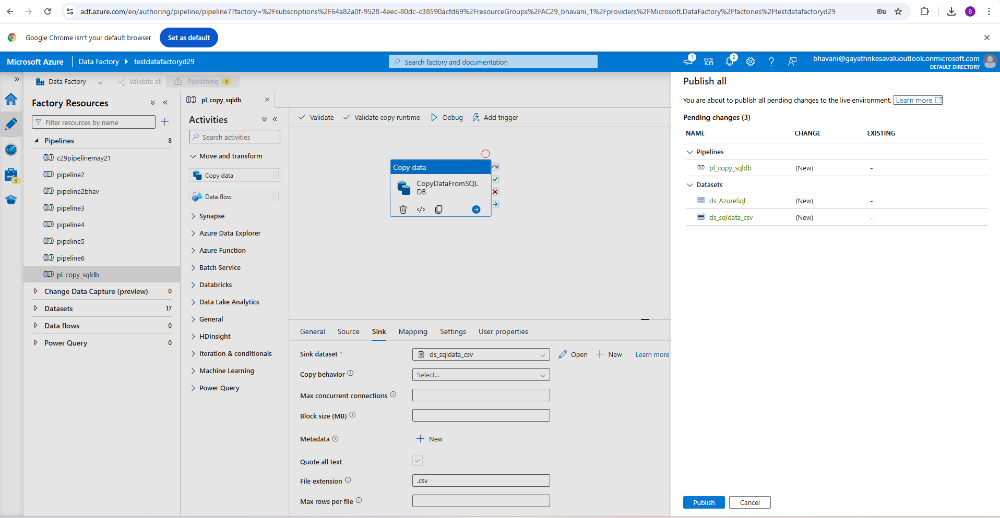 adf.azure.com/en/authoring/pipeline/pipeline7?factory=%2Fsubscriptions%2F64a82a0f-9528-4eec-80dc-c38590acfd69%2FresourceGroups%2FAC29_bhavani_1%2Fproviders%2FMicrosoft.DataFactory%2Ffactories%2Ftestdatafactoryd29
B
Google Chrome isn't your default browser Set as default
Microsoft Azure Data Factory testdatafactoryd29
Search factory and documentation
1
2
bhavani@gayathrikesavaluoutlook.onmicrosoft.com
DEFAULT DIRECTORY
Data Factory Validate all Publishing 3
Factory Resources
Filter resources by name
Pipelines 8
c29pipelinemay21
pipeline2
pipeline2bhav
pipeline3
pipeline4
pipeline5
pipeline6
pl_copy_sqldb
Change Data Capture (preview) 0
Datasets 17
Data flows 0
Power Query 0
3
pl_copy_sqldb
Activities
Search activities
Move and transform
Copy data
Data flow
Synapse
Azure Data Explorer
Azure Function
Batch Service
Databricks
Data Lake Analytics
General
HDInsight
Iteration & conditionals
Machine Learning
Power Query
Validate Validate copy runtime Debug Add trigger
Copy data
CopyDataFromSQL
DB
General Source Sink Mapping Settings User properties
Sink dataset * ds_sqldata_csv Open New Learn more
Copy behavior Select...
Max concurrent connections
Block size (MB)
Metadata New
Quote all text
File extension .csv
Max rows per file
Publish all
You are about to publish all pending changes to the live environment. Learn more
Pending changes (3)
NAME CHANGE EXISTING
Pipelines
pl_copy_sqldb (New) -
Datasets
ds_AzureSql (New) -
ds_sqldata_csv (New) -
Publish Cancel